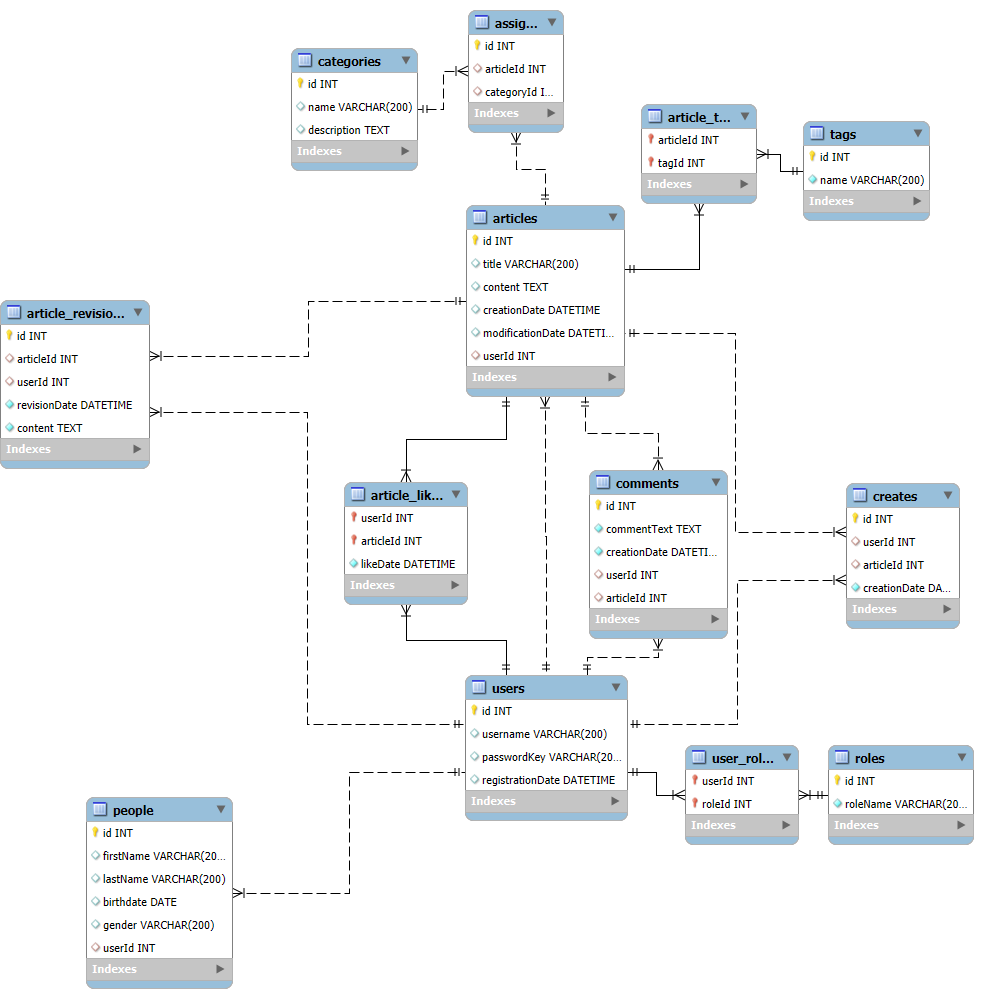 assig...
id INT
articleId INT
categoryId I...
Indexes
categories
id INT
name VARCHAR(200)
description TEXT
Indexes
article_t...
articleId INT
tagId INT
Indexes
tags
id INT
name VARCHAR(200)
Indexes
articles
id INT
title VARCHAR(200)
content TEXT
creationDate DATETIME
modificationDate DATETI...
userId INT
Indexes
article_revisio...
id INT
articleId INT
userId INT
revisionDate DATETIME
content TEXT
Indexes
article_lik...
userId INT
articleId INT
likeDate DATETIME
Indexes
comments
id INT
commentText TEXT
creationDate DATETI...
userId INT
articleId INT
Indexes
creates
id INT
userId INT
articleId INT
creationDate DA...
Indexes
users
id INT
username VARCHAR(200)
passwordKey VARCHAR(20...
registrationDate DATETIME
Indexes
user_rol...
userId INT
roleId INT
Indexes
roles
id INT
roleName VARCHAR(20...
Indexes
people
id INT
firstName VARCHAR(20...
lastName VARCHAR(200)
birthdate DATE
gender VARCHAR(200)
userId INT
Indexes